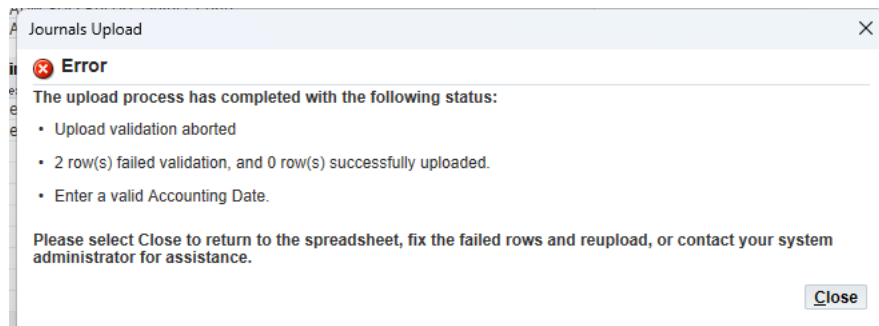 Journals Upload
Error
The upload process has completed with the following status:
• Upload validation aborted
• 2 row(s) failed validation, and 0 row(s) successfully uploaded.
• Enter a valid Accounting Date.
Please select Close to return to the spreadsheet, fix the failed rows and reupload, or contact your system
administrator for assistance.
Close